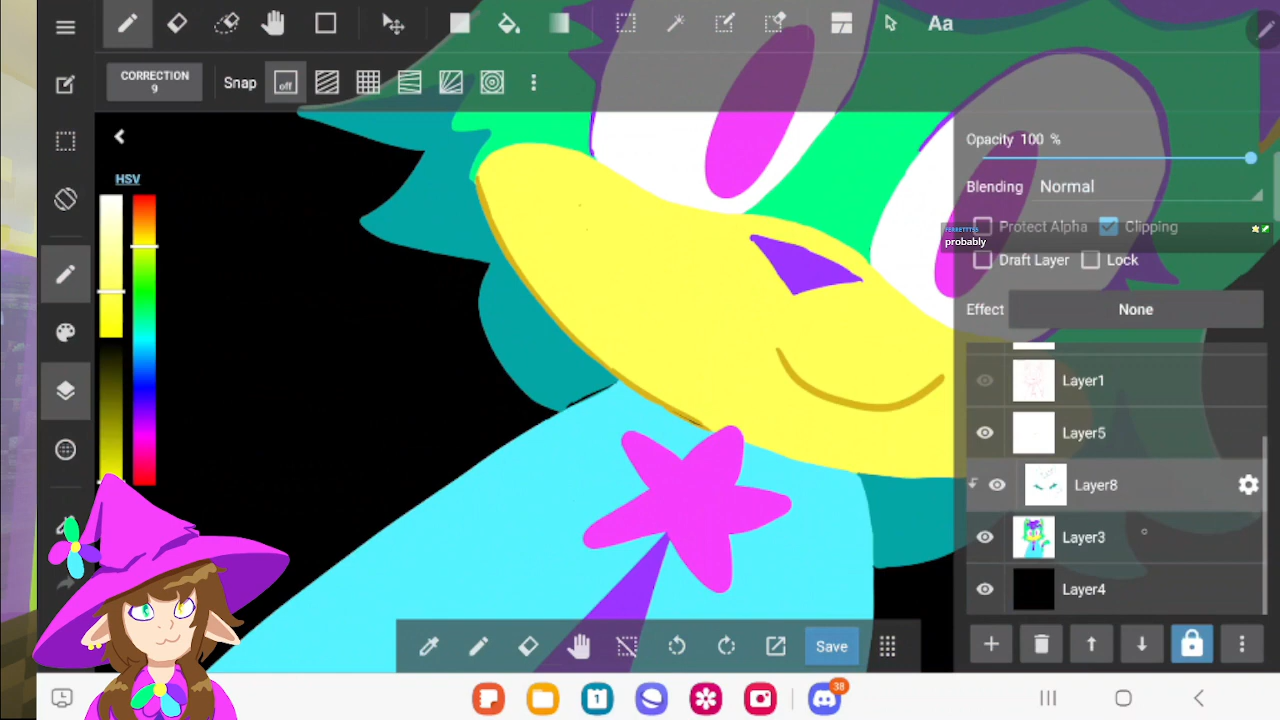 Aa
CORRECTION
9
Snap
off
HSV
Opacity 100 %
Blending Normal
Protect Alpha Clipping
probably
Draft Layer Lock
Effect None
Layer1
Layer5
Layer8
Layer3
Layer4
Save
1
38